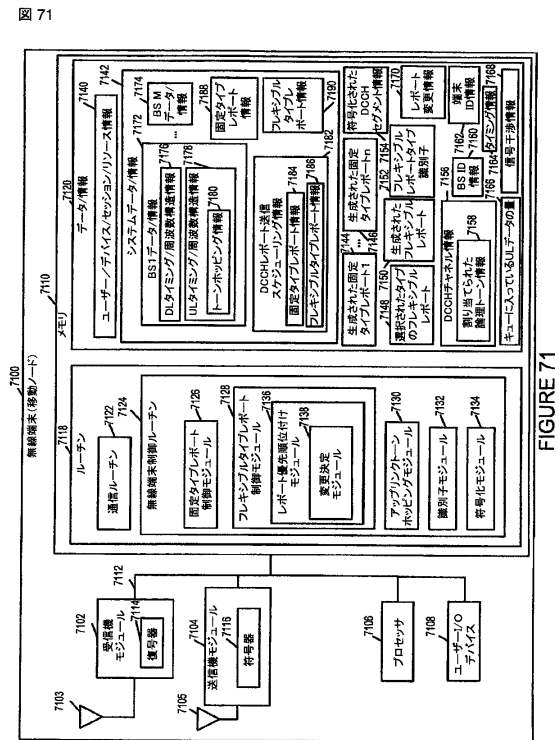 図 71
無線端末(移動ノード)
7100
7103
7102
受信機
モジュール
7114
復号器
7112
7105
7104
送信機モジュール
7116
符号器
7106
プロセッサ
7108
ユーザーI/O
デバイス
7110
メモリ
7118
ルーチン
7122
通信ルーチン
7124
無線端末制御ルーチン
7126
固定タイプレポート
制御モジュール
7128
フレキシブルタイプレポート
制御モジュール
7136
レポート優先順位付け
モジュール
7138
変更決定
モジュール
7130
アップリンクトーン
ホッピングモジュール
7132
識別子モジュール
7134
符号化モジュール
7120
データ/情報
7140
ユーザー/デバイス/セッション/リソース情報
7142
システムデータ/情報
7172
BS1データ/情報
7176
DLタイミング/周波数構造情報
7178
ULタイミング/周波数構造情報
7180
トーンホッピング情報
7174
BS Mデータ/
情報
…
7182
DCCHレポート送信
スケジューリング情報
7184
固定タイプレポート情報
7186
フレキシブルタイプレポート情報
7188
固定タイプ
レポート情報
7190
フレキシブル
タイプレ
ポート情報
7144
生成された固定
タイプレポート1
…
7146
生成された固定
タイプレポートn
7148
選択されたタイプ
のフレキシブル
レポート
7150
生成された
フレキシブル
レポート
7152
フレキシブル
レポートタイプ
識別子
7154
符号化された
DCCH
セグメント情報
7170
レポート
変更情報
7156
DCCHチャネル情報
7158
割り当てられた
論理トーン情報
7160
BS ID
情報
7162
端末
ID情報
7164
タイミング情報
7166
キューに入っているULデータの量
7168
信号干渉情報
FIGURE 71